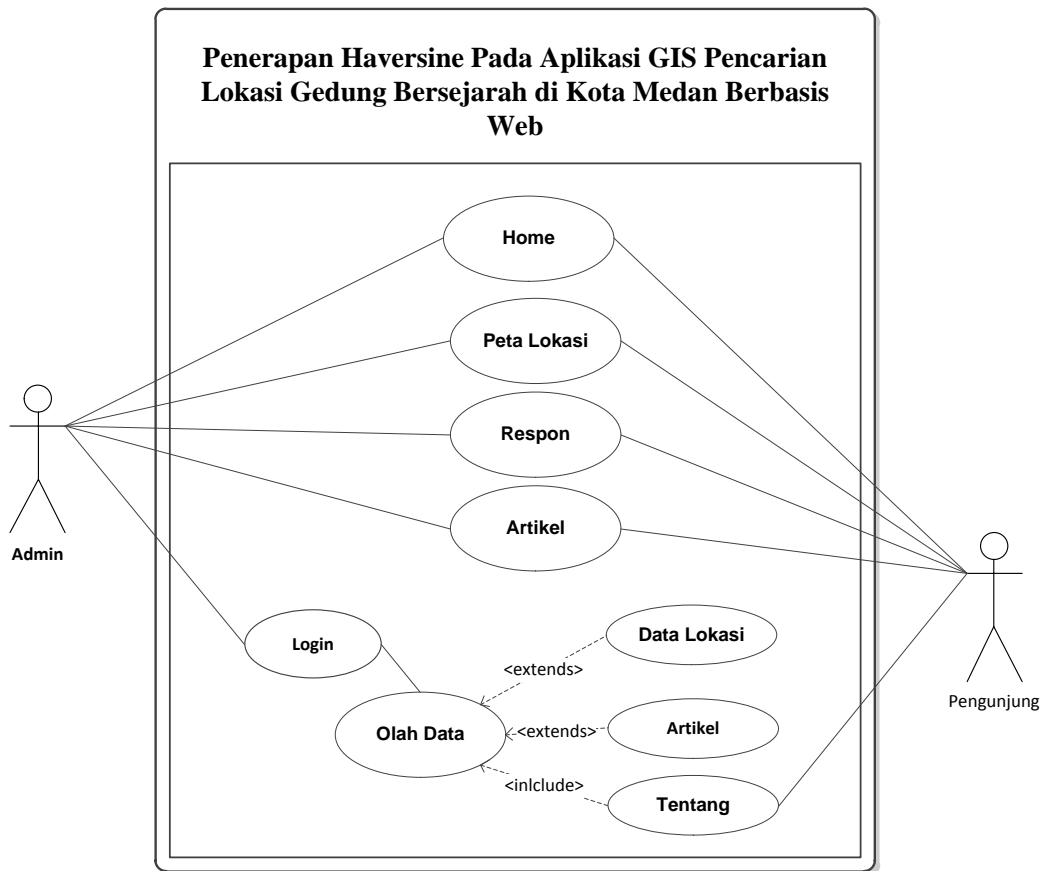 Penerapan Haversine Pada Aplikasi GIS Pencarian
Lokasi Gedung Bersejarah di Kota Medan Berbasis
Web
Home
Peta Lokasi
Respon
Artikel
Admin
Login
Data Lokasi
<extends>
Olah Data
<extends>
Artikel
<inlclude>
Tentang
Pengunjung